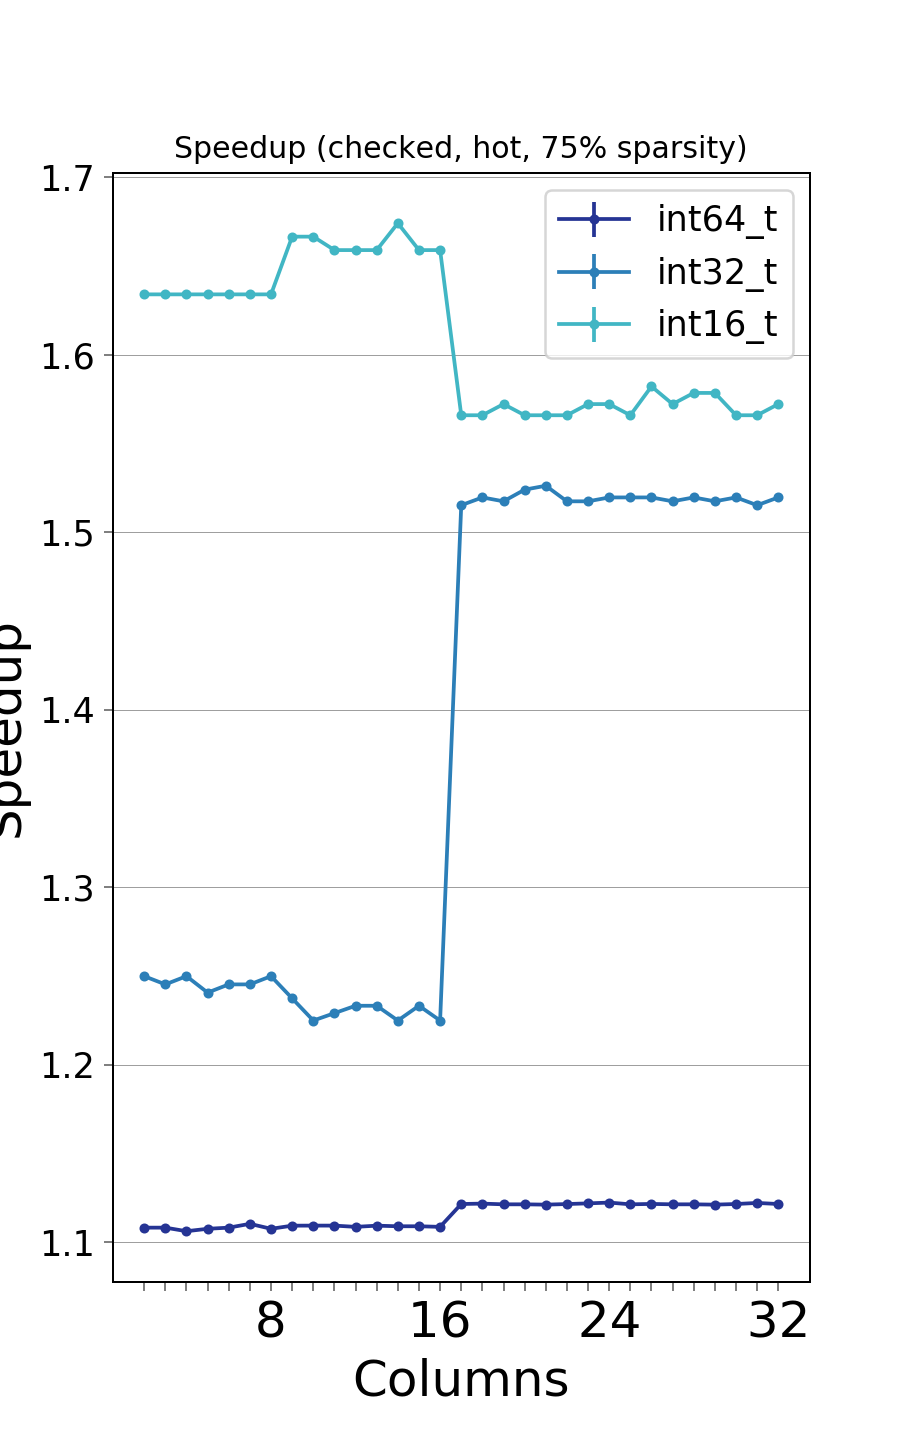 Speedup (checked, hot, 75% sparsity)
1.7
1.6
1.5
1.4
1.3
1.2
1.1
Speedup
int64_t
int32_t
int16_t
8 16 24 32
Columns